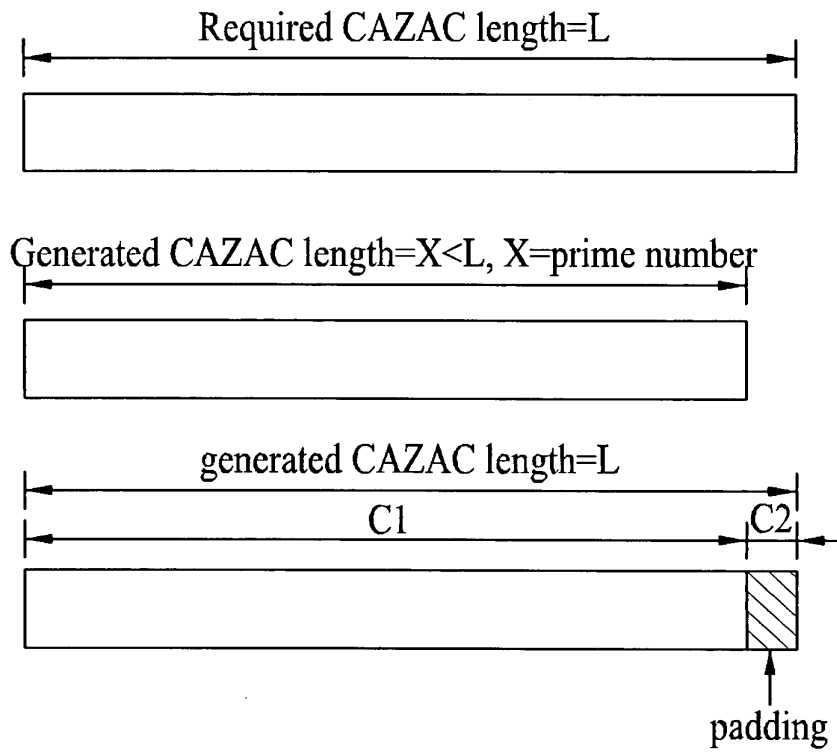 Required CAZAC length=L
Generated CAZAC length=X<L, X=prime number
generated CAZAC length=L
C1
C2
padding